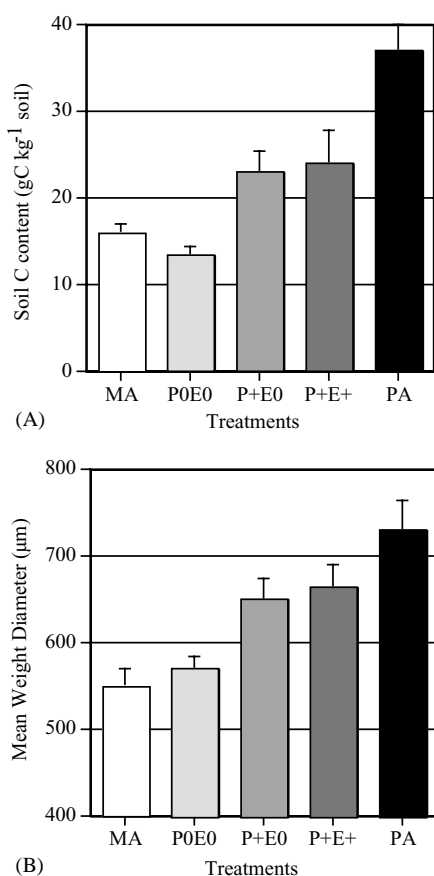 40
30
20
10
0
Soil C content (gC kg⁻¹ soil)
MA P0E0 P+E0 P+E+ PA
(A) Treatments
800
700
600
500
400
Mean Weight Diameter (µm)
MA P0E0 P+E0 P+E+ PA
(B) Treatments